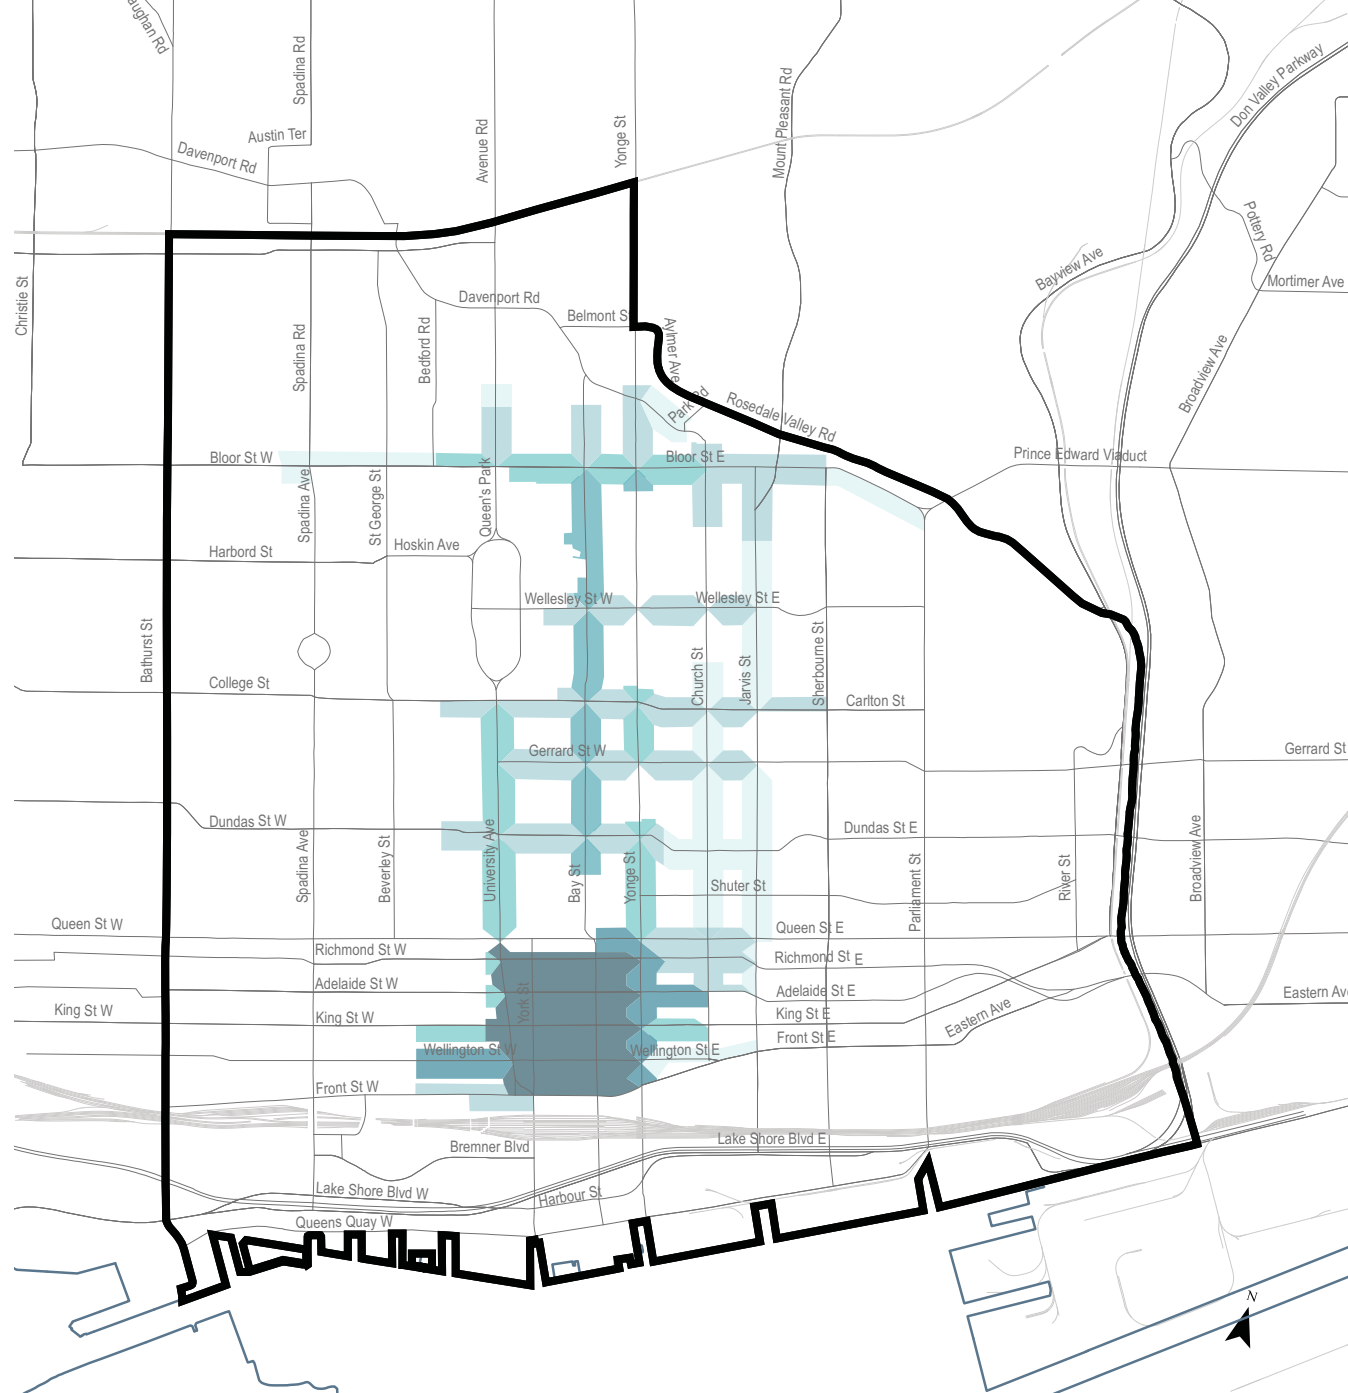 aughan Rd
Spadina Rd
Austin Ter
Davenport Rd
Avenue Rd
Yonge St
Mount Pleasant Rd
Don Valley Parkway
Pottery Rd
Bayview Ave
Mortimer Ave
Christie St
Davenport Rd
Belmont S
Aylmer Ave
Spadina Rd
Bedford Rd
Broadview Ave
Park Rd
Rosedale Valley Rd
Bloor St W
Bloor St E
Prince Edward Viaduct
Spadina Ave
St George St
Queen's Park
Harbord St
Hoskin Ave
Wellesley St W
Wellesley St E
Bathurst St
Church St
Jarvis St
Sherbourne St
College St
Carlton St
Gerrard St W
Gerrard St
Dundas St W
Dundas St E
Spadina Ave
Beverley St
University Ave
Bay St
Yonge St
Shuter St
Parliament St
River St
Broadview Ave
Queen St W
Queen St E
Richmond St W
Richmond St E
Adelaide St W
Adelaide St E
Eastern Ave
King St W
King St W
York St
King St E
Eastern Ave
Wellington St W
Wellington St E
Front St E
Front St W
Bremner Blvd
Lake Shore Blvd E
Lake Shore Blvd W
Harbour St
Queens Quay W
N